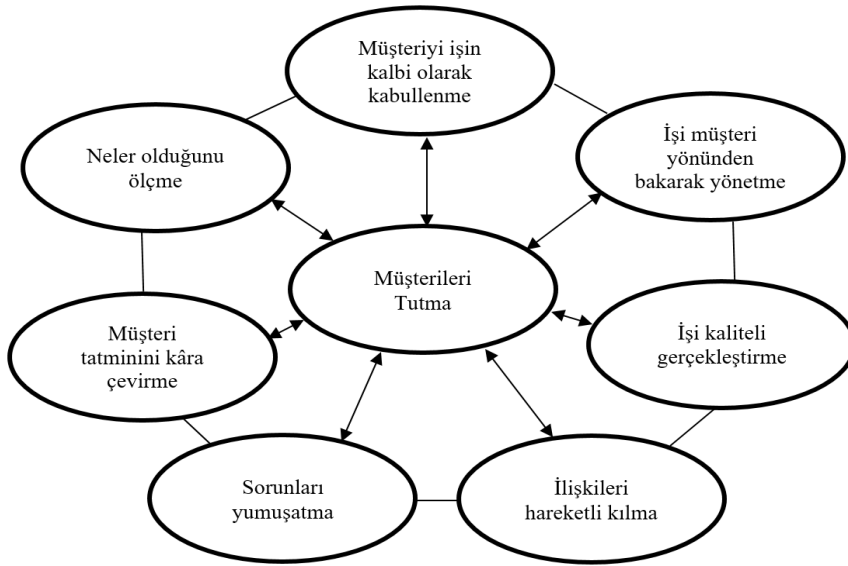 Müşteriyi işin
kalbi olarak
kabullenme
Neler olduğunu
ölçme
İşi müşteri
yönünden
bakarak yönetme
Müşterileri
Tutma
Müşteri
tatminini kâra
çevirme
İşi kaliteli
gerçekleştirme
Sorunları
yumuşatma
İlişkileri
hareketli kılma